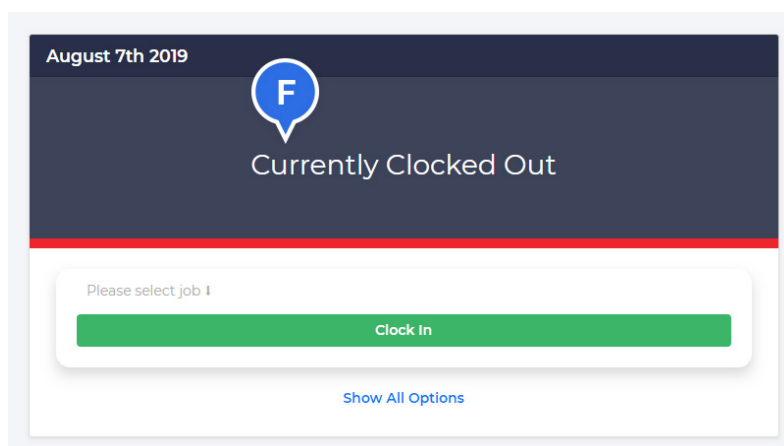 August 7th 2019
F
Currently Clocked Out
Please select job ⬇
Clock In
Show All Options